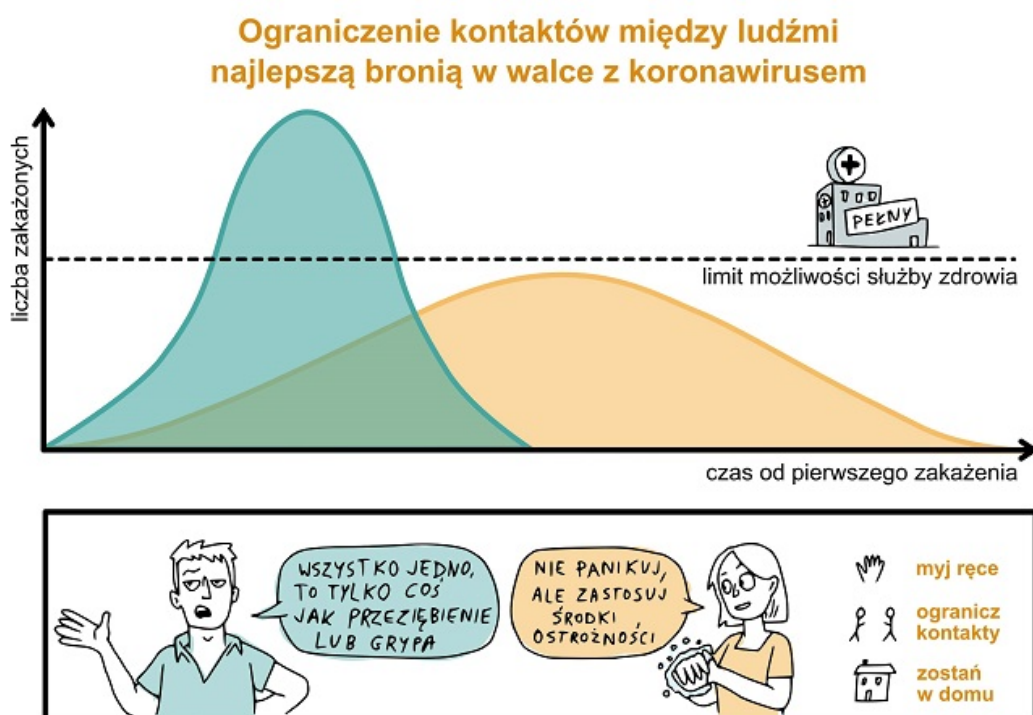 Ograniczenie kontaktów między ludźmi
najlepszą bronią w walce z koronawirusem
liczba zakażonych
PEŁNY
limit możliwości służby zdrowia
czas od pierwszego zakażenia
WSZYSTKO JEDNO,
TO TYLKO COŚ
JAK PRZEZIĘBIENIE
LUB GRYPA
NIE PANIKUJ,
ALE ZASTOSUJ
ŚRODKI
OSTROŻNOŚCI
myj ręce
ogranicz
kontakty
zostań
w domu